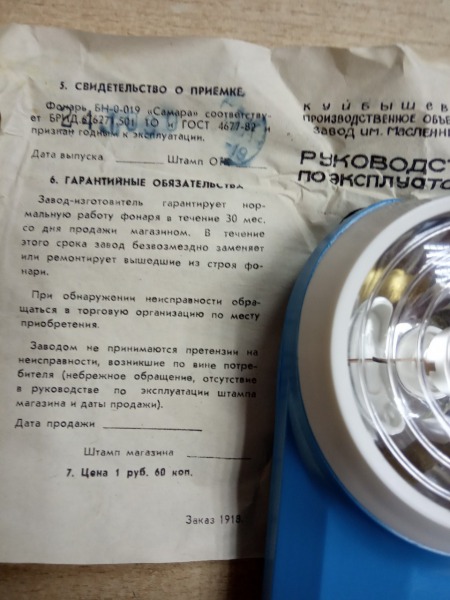 5. СВИДЕТЕЛЬСТВО О ПРИЕМКЕ
Фонарь БН-0-019 «Самара» соответству-
ет ТО и ГОСТ 4677-82 и
признан годным к эксплуатации.
Дата выпуска Штамп
6. ГАРАНТИЙНЫЕ ОБЯЗАТЕЛЬСТВА
Завод-изготовитель гарантирует нор-
мальную работу фонаря в течение 30 мес.
со дня продажи магазином. В течение
этого срока завод безвозмездно заменяет
или ремонтирует вышедшие из строя фо-
нари.
При обнаружении неисправности обра-
щаться в торговую организацию по месту
приобретения.
Заводом не принимаются претензии на
неисправности, возникшие по вине потре-
бителя (небрежное обращение, отсутствие
в руководстве по эксплуатации штампа
магазина и даты продажи).
Дата продажи
Штамп магазина
7. Цена 1 руб. 60 коп.
Заказ 1918
КУЙБЫШЕВ
ПРОИЗВОДСТВЕННОЕ ОБЪЕ
ЗАВОД ИМ. МАСЛЕННИ
РУКОВОДСТ
ПО ЭКСПЛУАТА